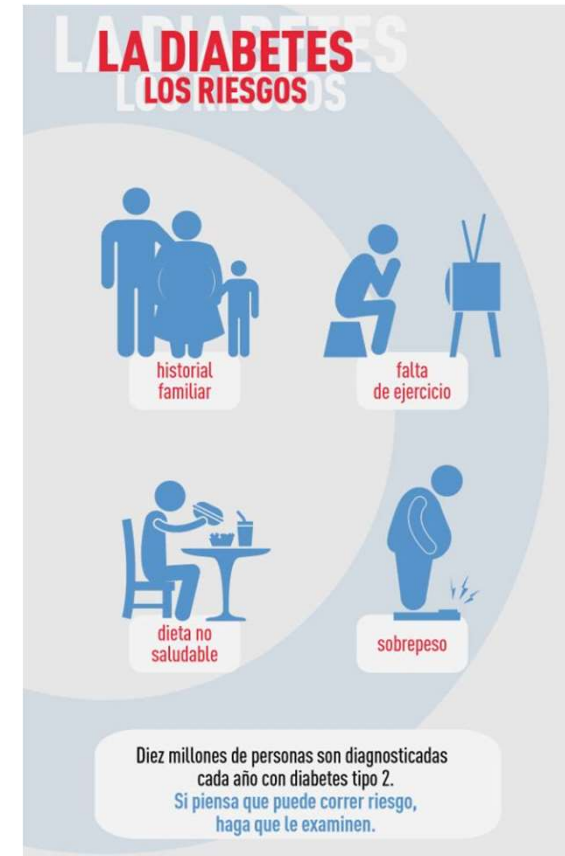 LA DIABETES
LOS RIESGOS
historial
familiar
falta
de ejercicio
dieta no
saludable
sobrepeso
Diez millones de personas son diagnosticadas
cada año con diabetes tipo 2.
Si piensa que puede correr riesgo,
haga que le examinen.